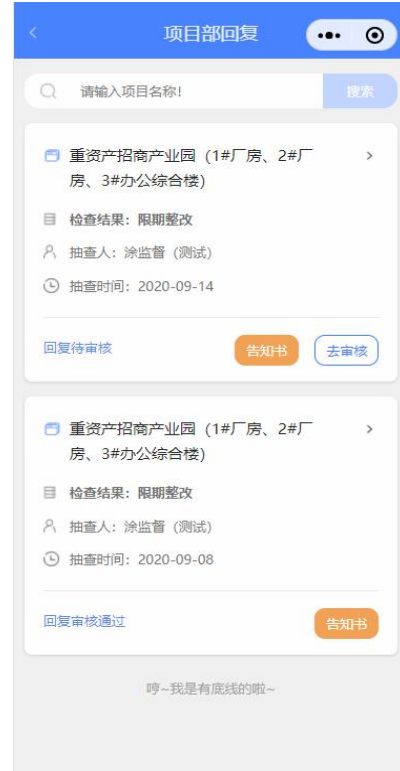 项目部回复
请输入项目名称!
搜索
重资产招商产业园（1#厂房、2#厂
房、3#办公综合楼)
检查结果：限期整改
抽查人：涂监督（测试）
抽查时间：2020-09-14
回复待审核
告知书
去审核
重资产招商产业园（1#厂房、2#厂
房、3#办公综合楼)
检查结果：限期整改
抽查人：涂监督（测试）
抽查时间：2020-09-08
回复审核通过
告知书
哼~我是有底线的啦~